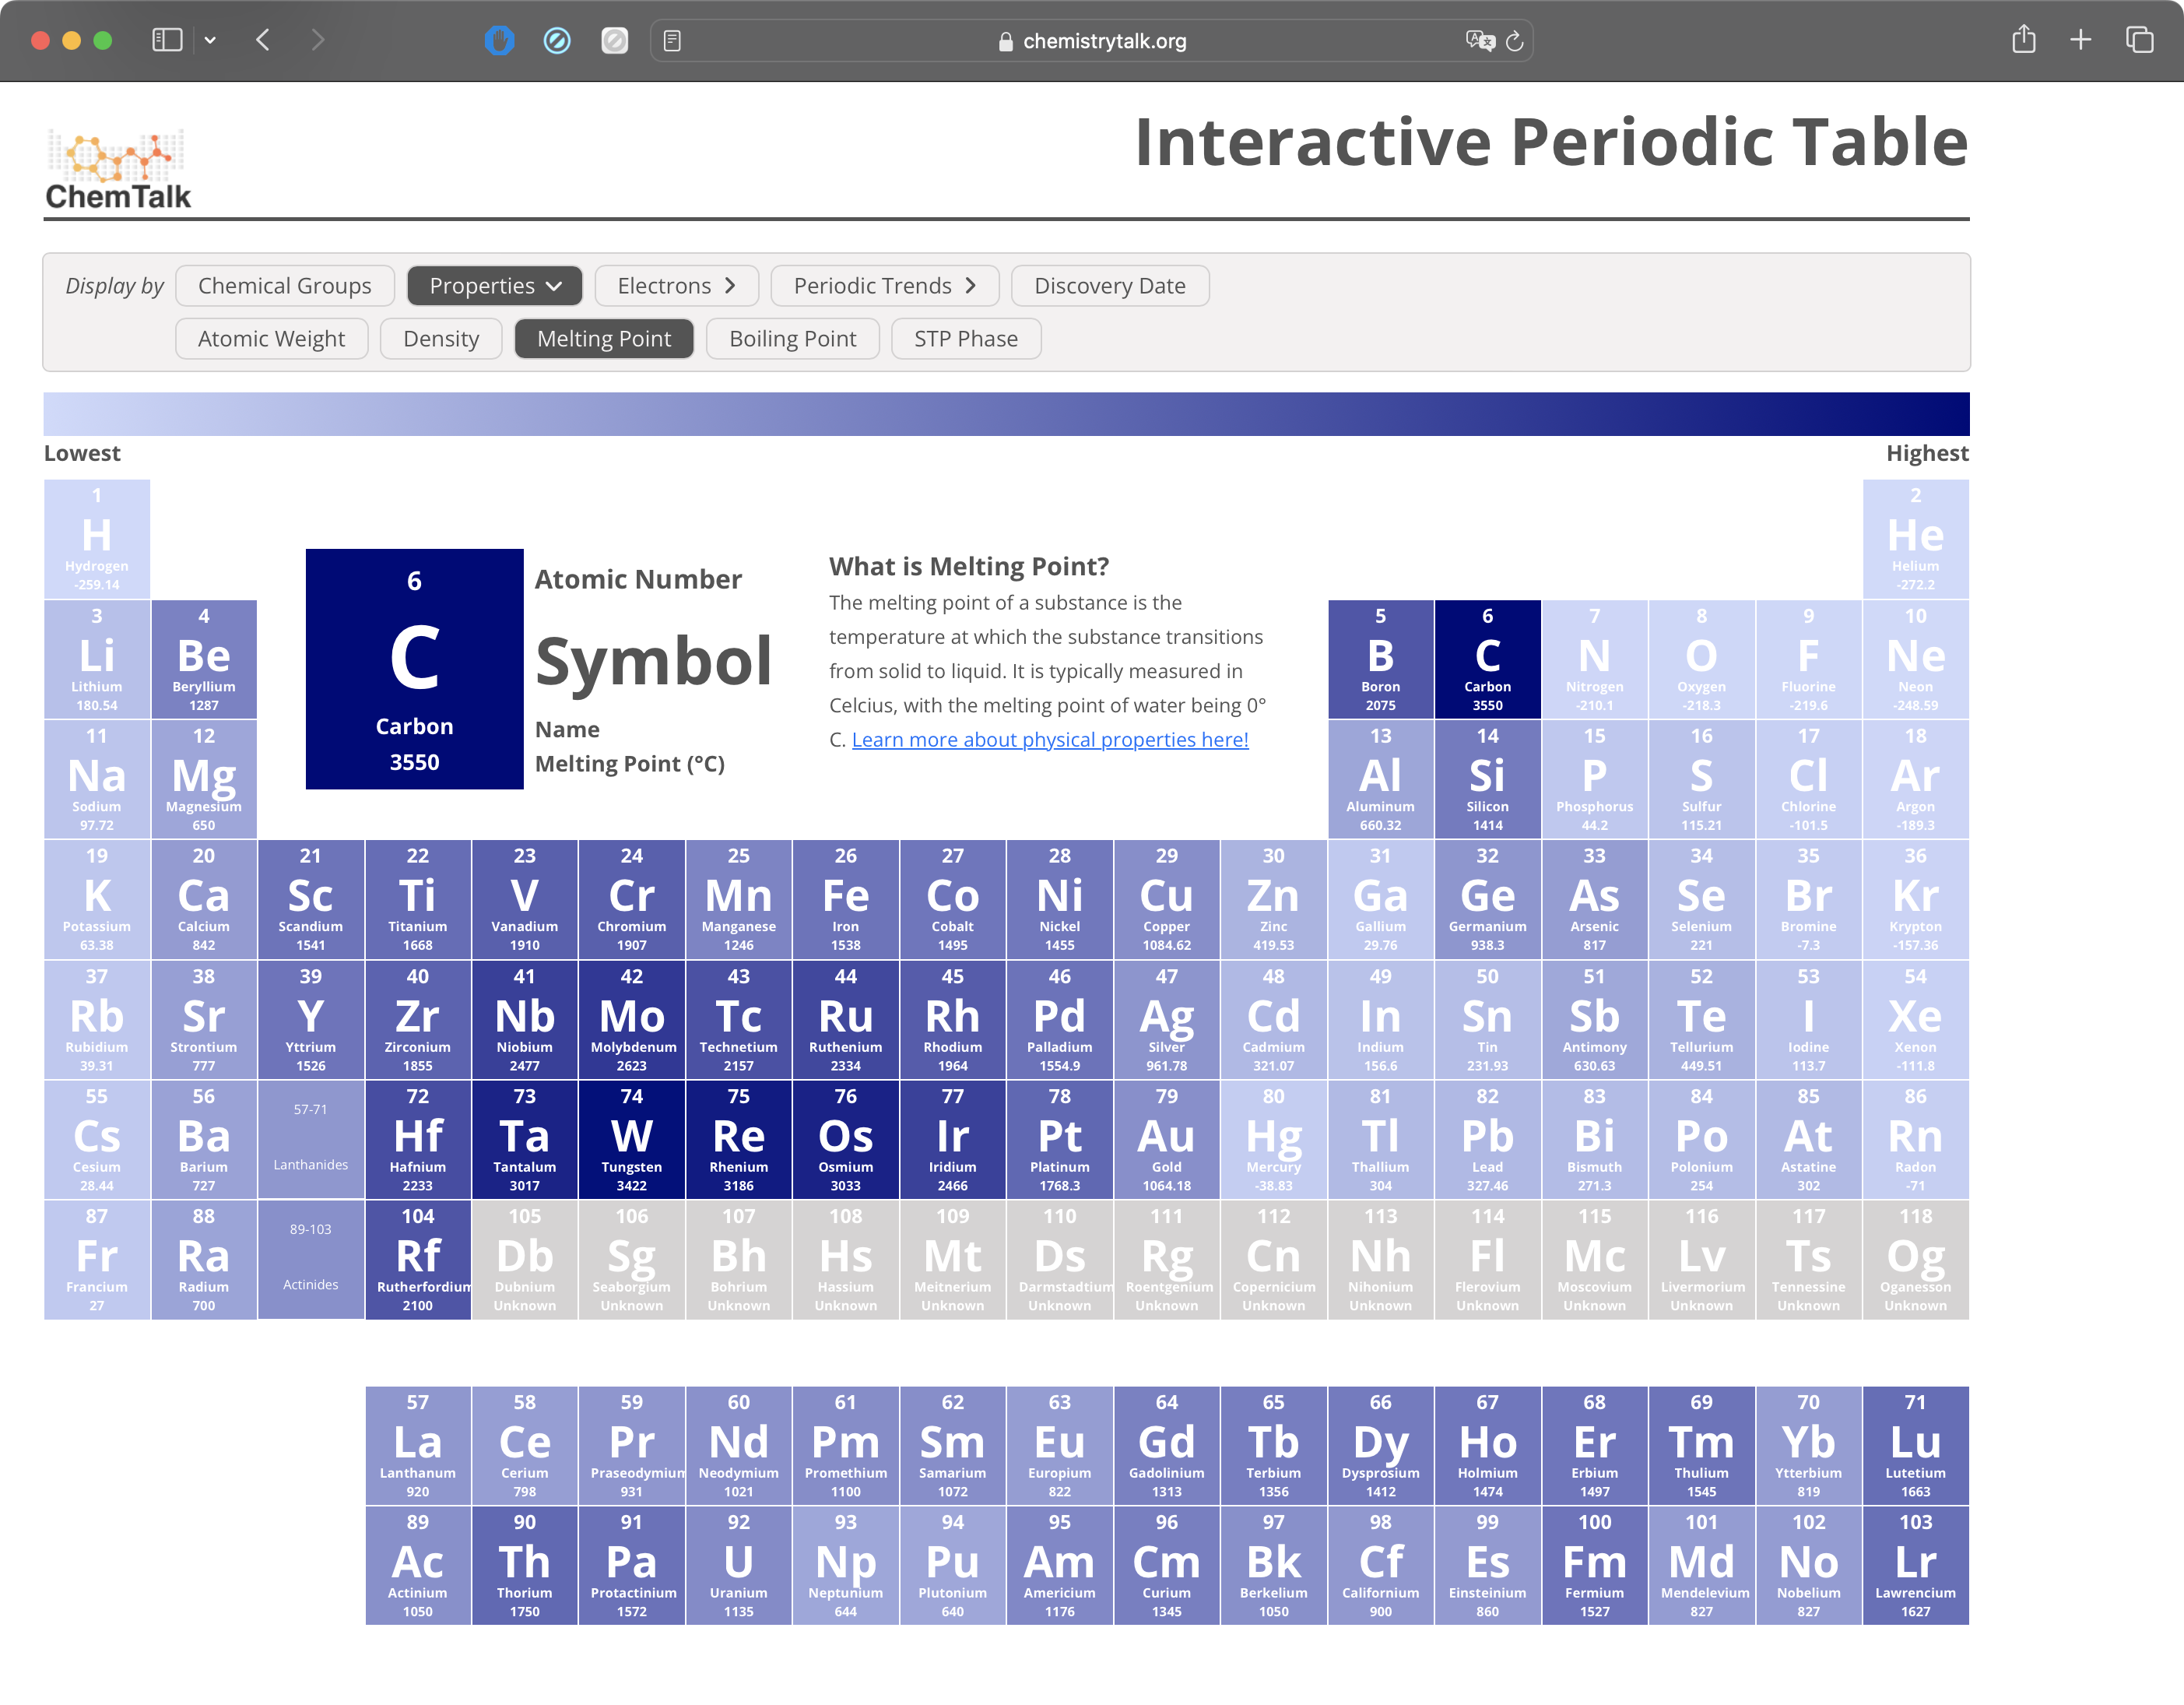 chemistrytalk.org
ChemTalk
Interactive Periodic Table
Display by Chemical Groups Properties Electrons Periodic Trends Discovery Date
Atomic Weight Density Melting Point Boiling Point STP Phase
Lowest Highest
1 2
H He
Hydrogen Helium
-259.14 -272.2
6 Atomic Number
C Symbol
Carbon Name
3550 Melting Point (°C)
What is Melting Point?
The melting point of a substance is the
temperature at which the substance transitions
from solid to liquid. It is typically measured in
Celcius, with the melting point of water being 0°
C. Learn more about physical properties here!
3 4 5 6 7 8 9 10
Li Be B C N O F Ne
Lithium Beryllium Boron Carbon Nitrogen Oxygen Fluorine Neon
180.54 1287 2075 3550 -210.1 -218.3 -219.6 -248.59
11 12 13 14 15 16 17 18
Na Mg Al Si P S Cl Ar
Sodium Magnesium Aluminum Silicon Phosphorus Sulfur Chlorine Argon
97.72 650 660.32 1414 44.2 115.21 -101.5 -189.3
19 20 21 22 23 24 25 26 27 28 29 30 31 32 33 34 35 36
K Ca Sc Ti V Cr Mn Fe Co Ni Cu Zn Ga Ge As Se Br Kr
Potassium Calcium Scandium Titanium Vanadium Chromium Manganese Iron Cobalt Nickel Copper Zinc Gallium Germanium Arsenic Selenium Bromine Krypton
63.38 842 1541 1668 1910 1907 1246 1538 1495 1455 1084.62 419.53 29.76 938.3 817 221 -7.3 -157.36
37 38 39 40 41 42 43 44 45 46 47 48 49 50 51 52 53 54
Rb Sr Y Zr Nb Mo Tc Ru Rh Pd Ag Cd In Sn Sb Te I Xe
Rubidium Strontium Yttrium Zirconium Niobium Molybdenum Technetium Ruthenium Rhodium Palladium Silver Cadmium Indium Tin Antimony Tellurium Iodine Xenon
39.31 777 1526 1855 2477 2623 2157 2334 1964 1554.9 961.78 321.07 156.6 231.93 630.63 449.51 113.7 -111.8
55 56 57-71 72 73 74 75 76 77 78 79 80 81 82 83 84 85 86
Cs Ba Hf Ta W Re Os Ir Pt Au Hg Tl Pb Bi Po At Rn
Cesium Barium Lanthanides Hafnium Tantalum Tungsten Rhenium Osmium Iridium Platinum Gold Mercury Thallium Lead Bismuth Polonium Astatine Radon
28.44 727 2233 3017 3422 3186 3033 2466 1768.3 1064.18 -38.83 304 327.46 271.3 254 302 -71
87 88 89-103 104 105 106 107 108 109 110 111 112 113 114 115 116 117 118
Fr Ra Rf Db Sg Bh Hs Mt Ds Rg Cn Nh Fl Mc Lv Ts Og
Francium Radium Actinides Rutherfordium Dubnium Seaborgium Bohrium Hassium Meitnerium Darmstadtium Roentgenium Copernicium Nihonium Flerovium Moscovium Livermorium Tennessine Oganesson
27 700 2100 Unknown Unknown Unknown Unknown Unknown Unknown Unknown Unknown Unknown Unknown Unknown Unknown Unknown Unknown
57 58 59 60 61 62 63 64 65 66 67 68 69 70 71
La Ce Pr Nd Pm Sm Eu Gd Tb Dy Ho Er Tm Yb Lu
Lanthanum Cerium Praseodymium Neodymium Promethium Samarium Europium Gadolinium Terbium Dysprosium Holmium Erbium Thulium Ytterbium Lutetium
920 798 931 1021 1100 1072 822 1313 1356 1412 1474 1497 1545 819 1663
89 90 91 92 93 94 95 96 97 98 99 100 101 102 103
Ac Th Pa U Np Pu Am Cm Bk Cf Es Fm Md No Lr
Actinium Thorium Protactinium Uranium Neptunium Plutonium Americium Curium Berkelium Californium Einsteinium Fermium Mendelevium Nobelium Lawrencium
1050 1750 1572 1135 644 640 1176 1345 1050 900 860 1527 827 827 1627